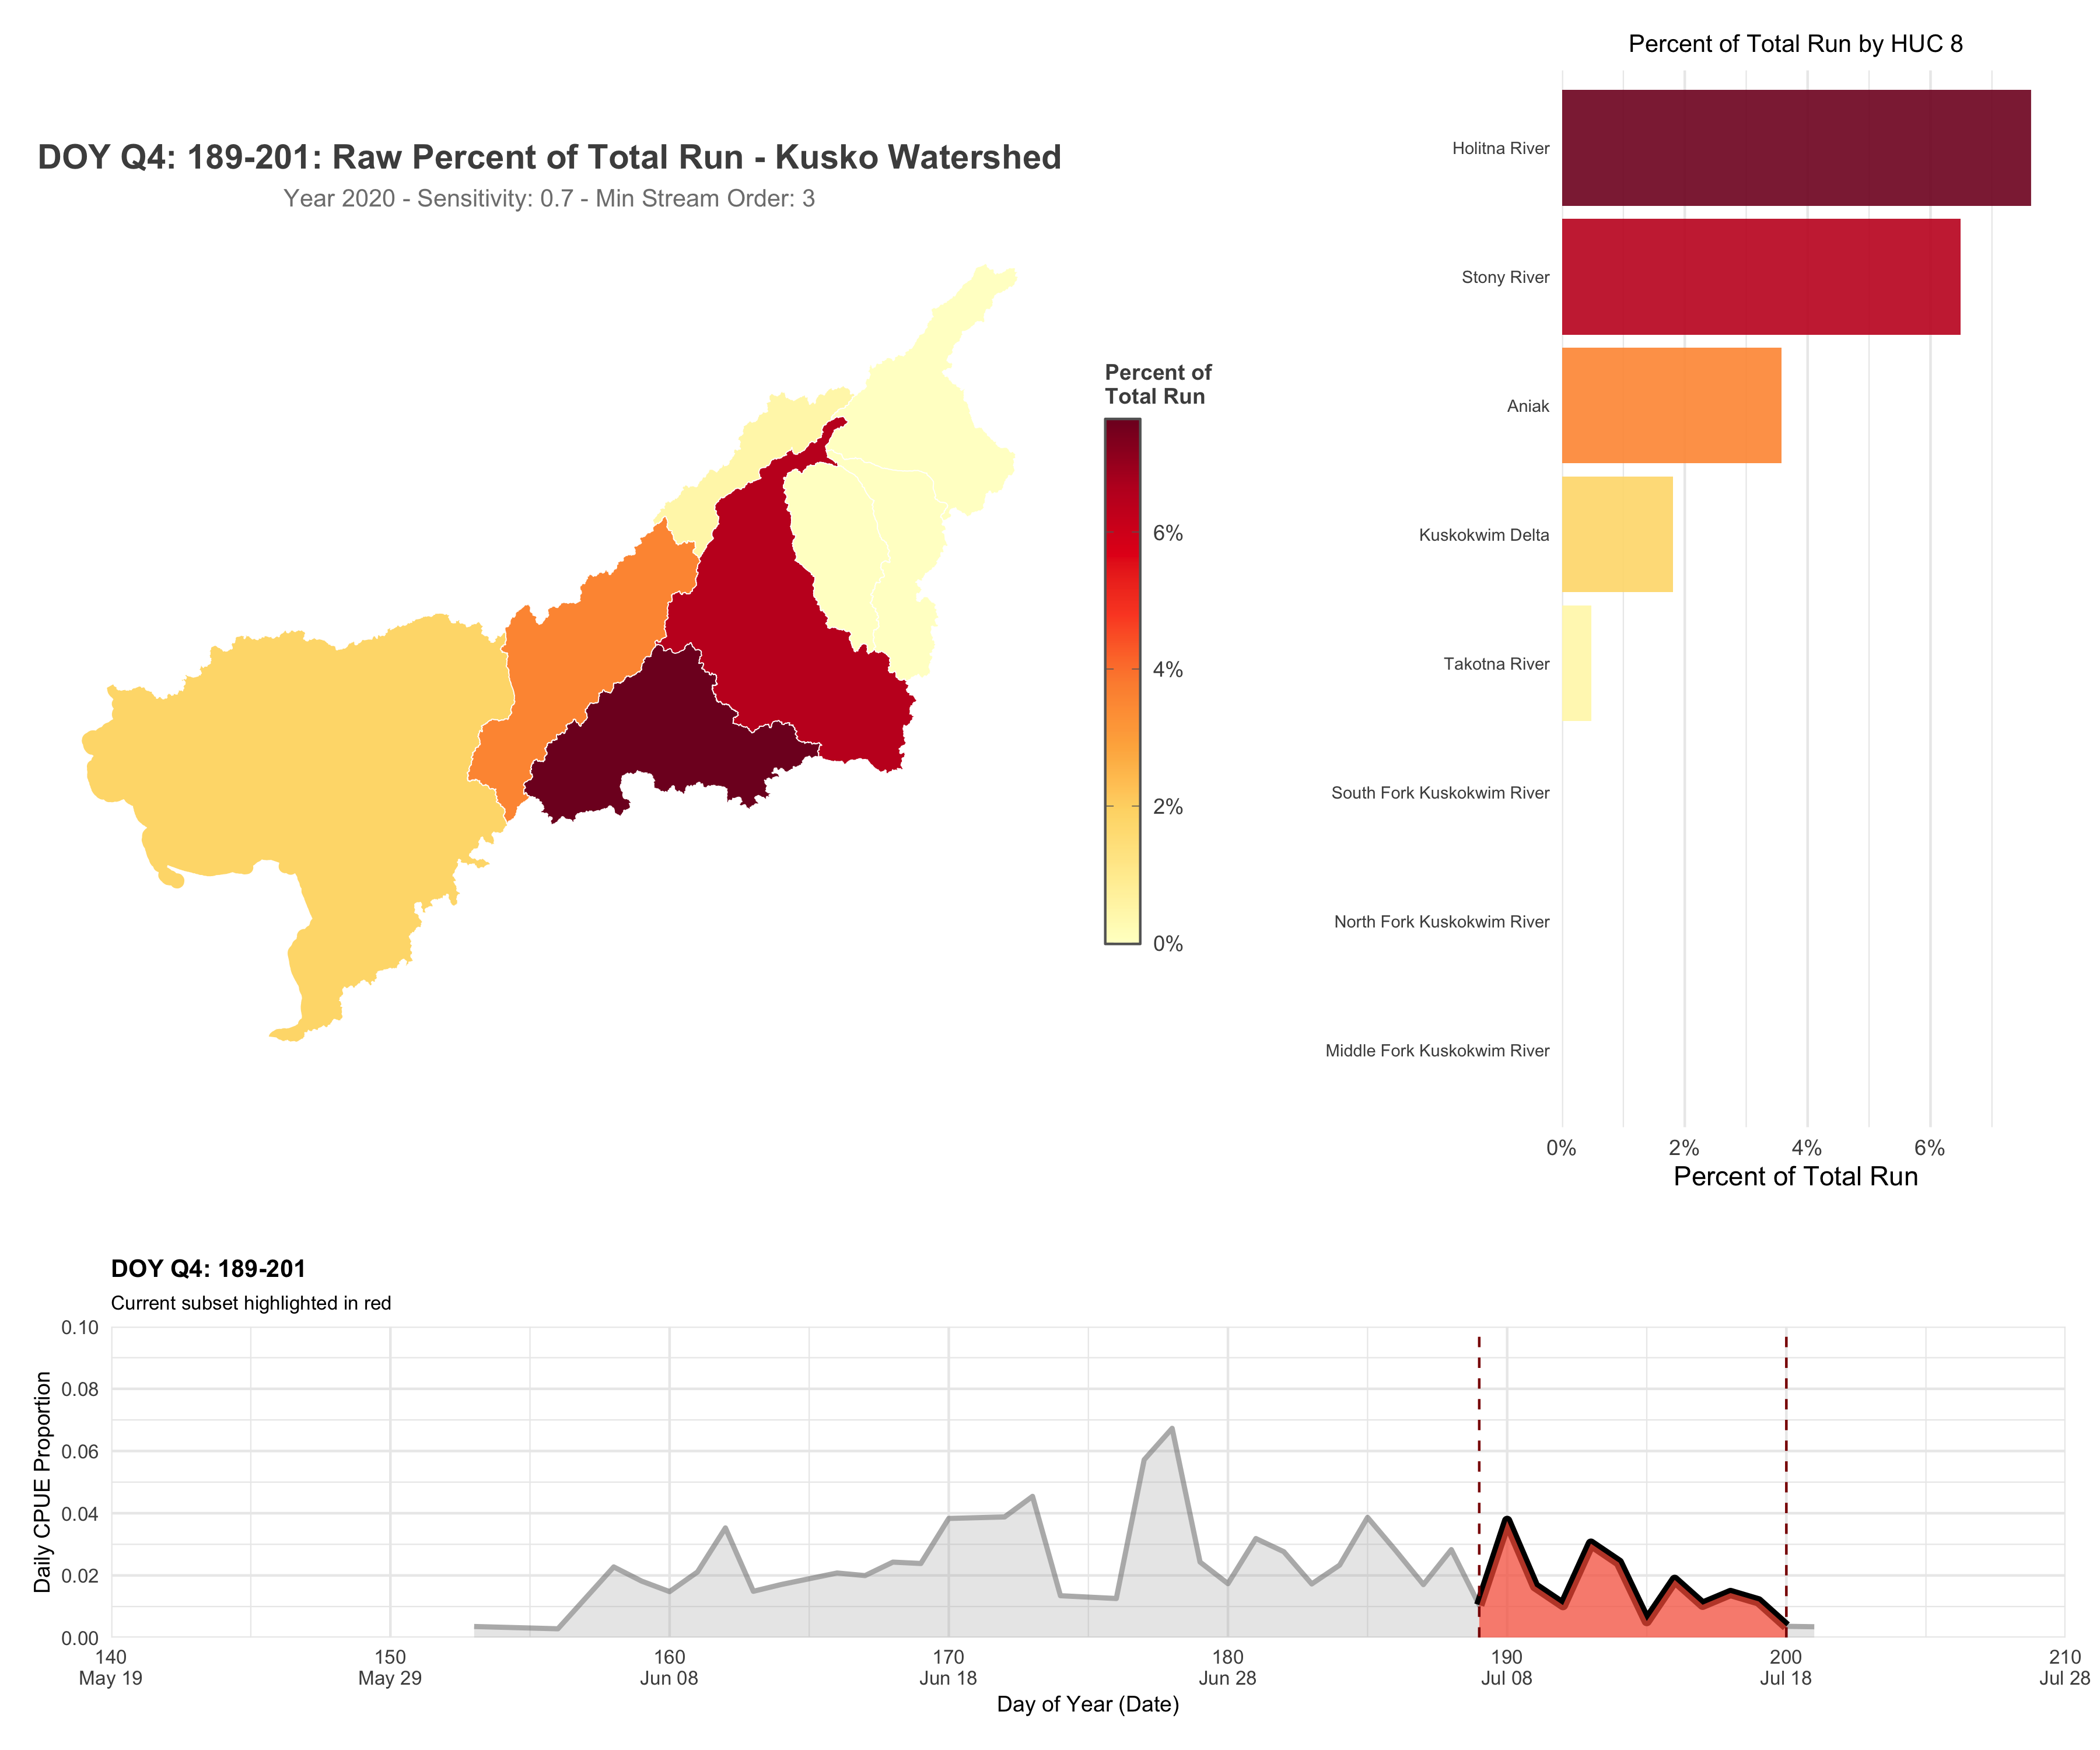 DOY Q4: 189-201: Raw Percent of Total Run - Kusko Watershed
Year 2020 - Sensitivity: 0.7 - Min Stream Order: 3
Percent of
Total Run
6%
4%
2%
0%
Percent of Total Run by HUC 8
Holitna River
Stony River
Aniak
Kuskokwim Delta
Takotna River
South Fork Kuskokwim River
North Fork Kuskokwim River
Middle Fork Kuskokwim River
0% 2% 4% 6%
Percent of Total Run
DOY Q4: 189-201
Current subset highlighted in red
Daily CPUE Proportion
0.10
0.08
0.06
0.04
0.02
0.00
140 150 160 170 180 190 200 210
May 19 May 29 Jun 08 Jun 18 Jun 28 Jul 08 Jul 18 Jul 28
Day of Year (Date)